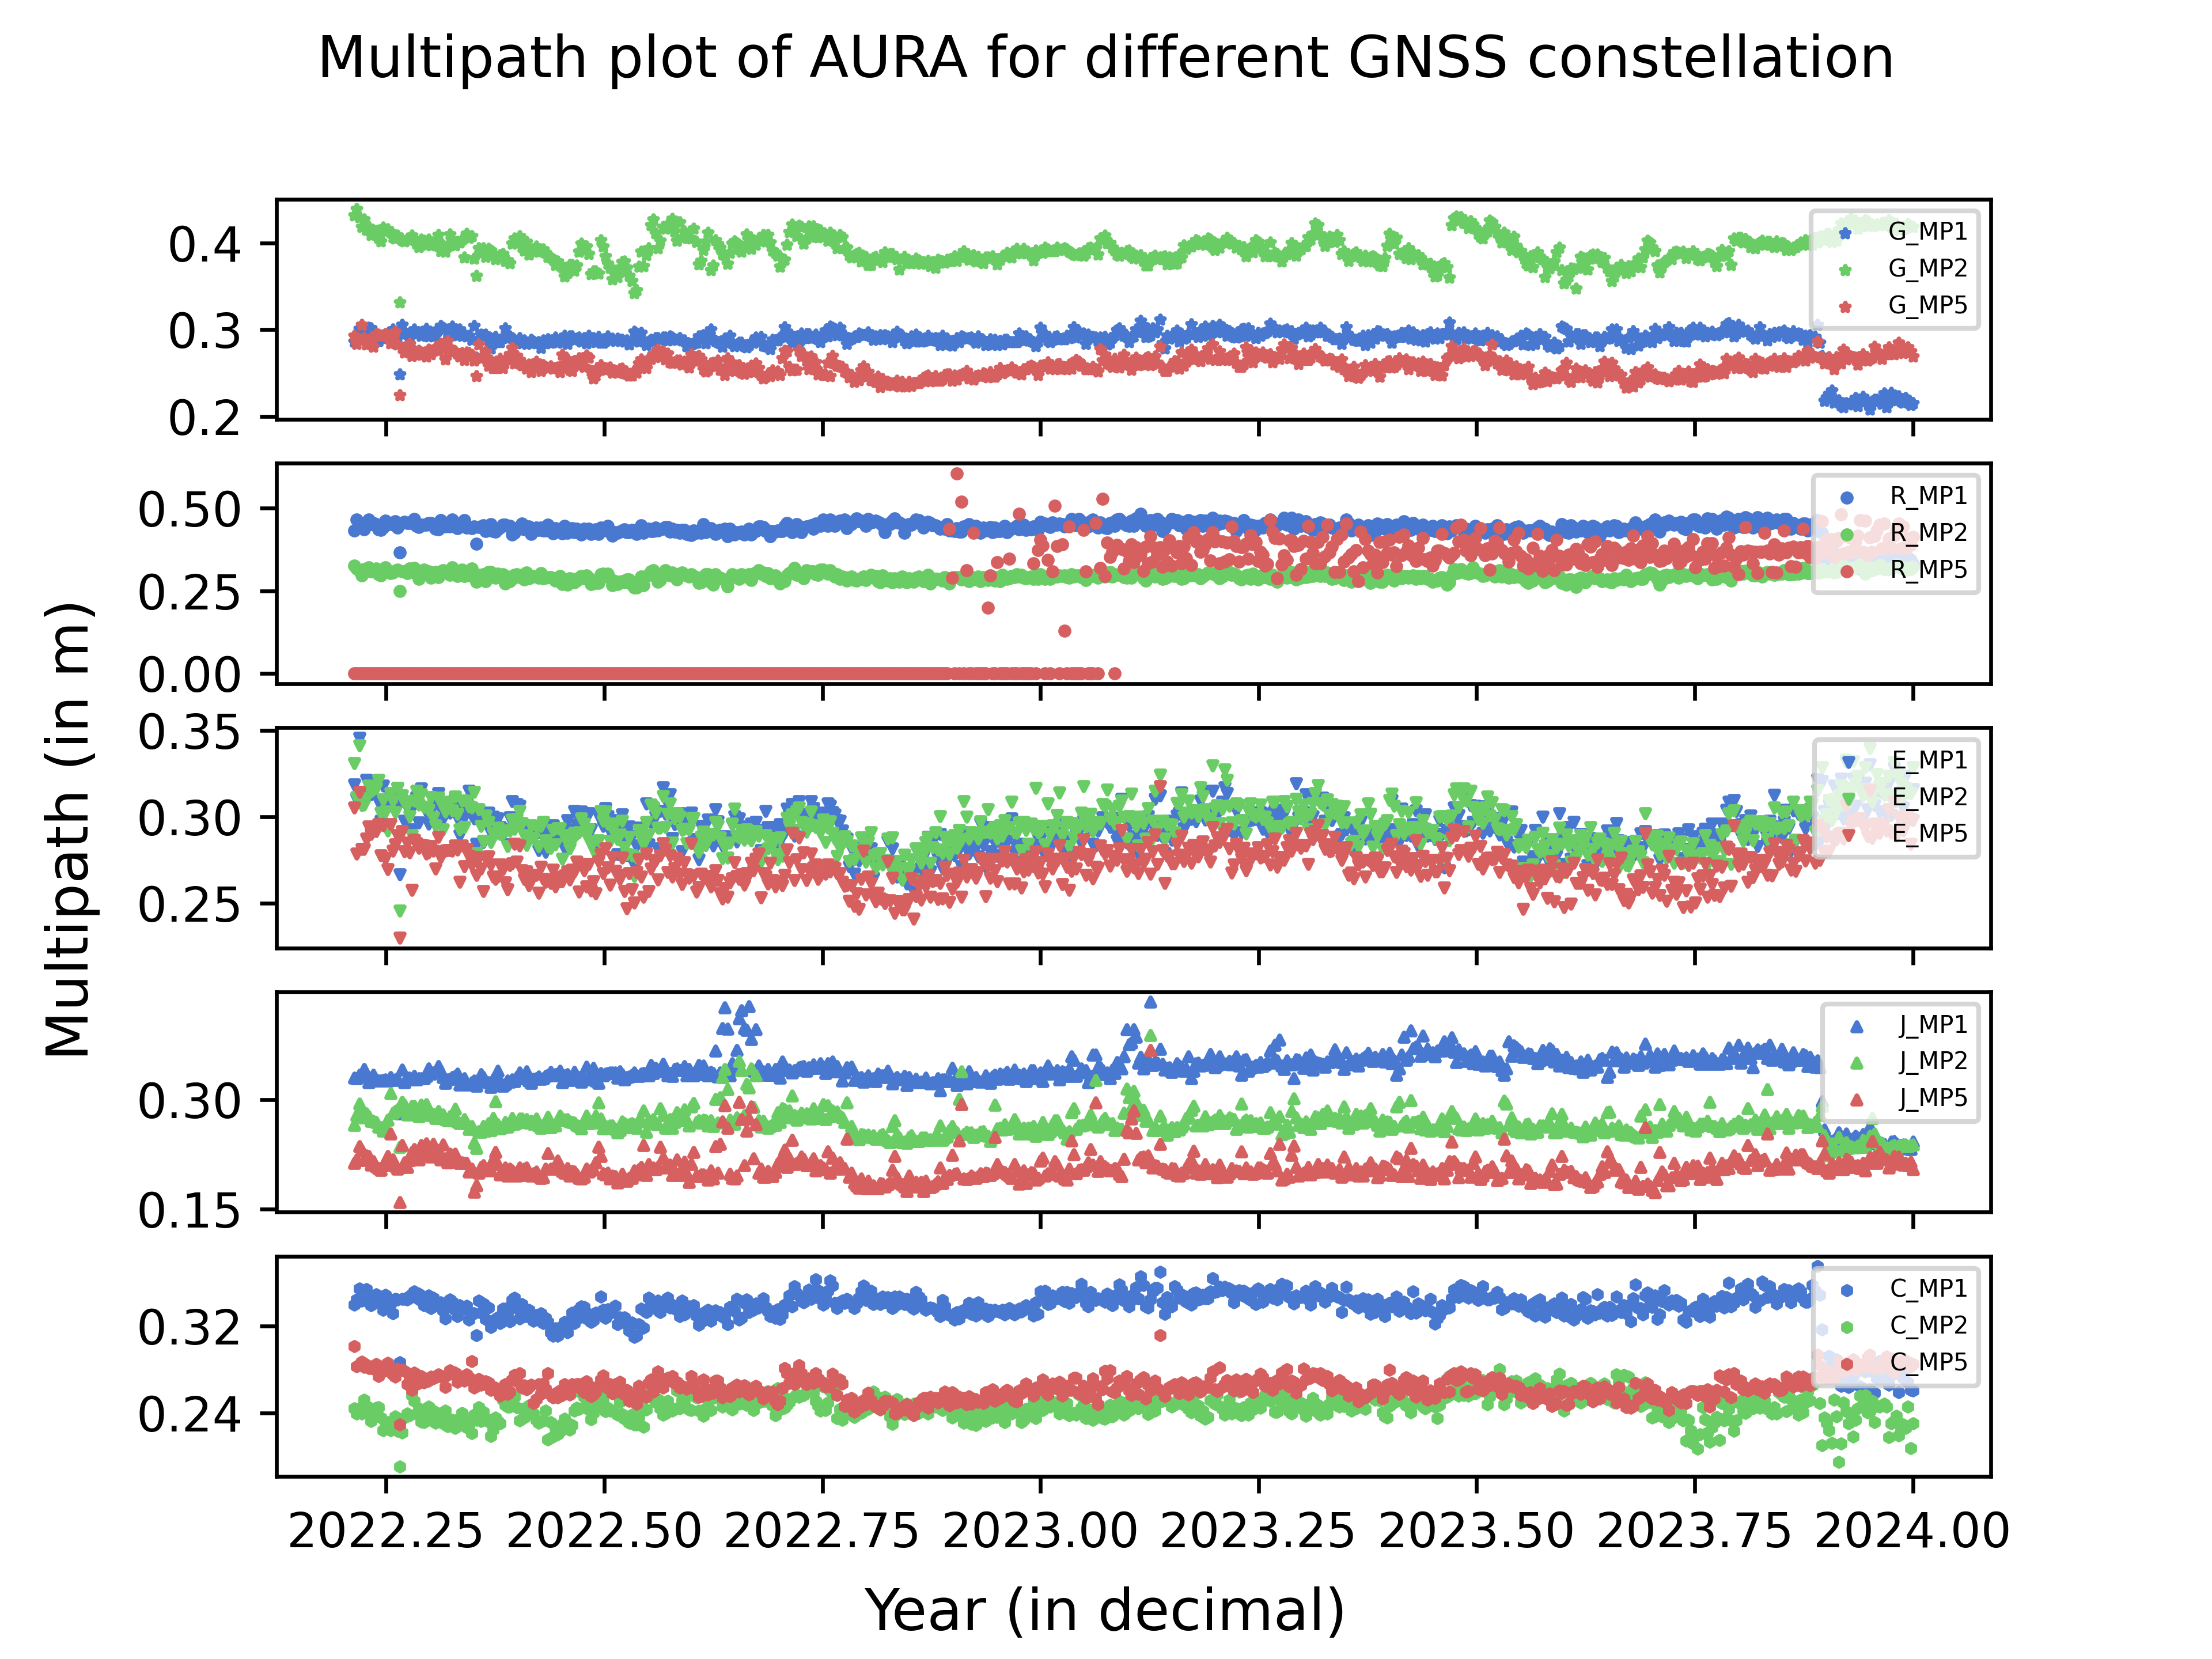 Multipath plot of AURA for different GNSS constellation
Multipath (in m)
0.4
0.3
0.2
G_MP1
G_MP2
G_MP5
0.50
0.25
0.00
R_MP1
R_MP2
R_MP5
0.35
0.30
0.25
E_MP1
E_MP2
E_MP5
0.30
0.15
J_MP1
J_MP2
J_MP5
0.32
0.24
C_MP1
C_MP2
C_MP5
2022.25 2022.50 2022.75 2023.00 2023.25 2023.50 2023.75 2024.00
Year (in decimal)